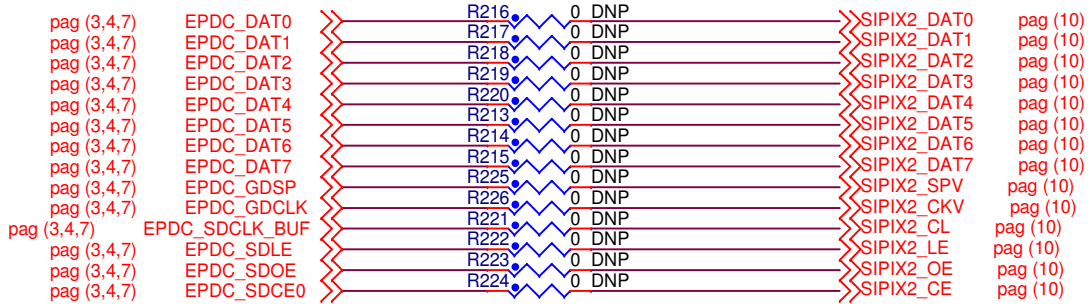 pag (3,4,7) EPDC_DAT0 R216 0 DNP SIPIX2_DAT0 pag (10)
pag (3,4,7) EPDC_DAT1 R217 0 DNP SIPIX2_DAT1 pag (10)
pag (3,4,7) EPDC_DAT2 R218 0 DNP SIPIX2_DAT2 pag (10)
pag (3,4,7) EPDC_DAT3 R219 0 DNP SIPIX2_DAT3 pag (10)
pag (3,4,7) EPDC_DAT4 R220 0 DNP SIPIX2_DAT4 pag (10)
pag (3,4,7) EPDC_DAT5 R213 0 DNP SIPIX2_DAT5 pag (10)
pag (3,4,7) EPDC_DAT6 R214 0 DNP SIPIX2_DAT6 pag (10)
pag (3,4,7) EPDC_DAT7 R215 0 DNP SIPIX2_DAT7 pag (10)
pag (3,4,7) EPDC_GDSP R225 0 DNP SIPIX2_SPV pag (10)
pag (3,4,7) EPDC_GDCLK R226 0 DNP SIPIX2_CKV pag (10)
pag (3,4,7) EPDC_SDCLK_BUF R221 0 DNP SIPIX2_CL pag (10)
pag (3,4,7) EPDC_SDLE R222 0 DNP SIPIX2_LE pag (10)
pag (3,4,7) EPDC_SDOE R223 0 DNP SIPIX2_OE pag (10)
pag (3,4,7) EPDC_SDCE0 R224 0 DNP SIPIX2_CE pag (10)